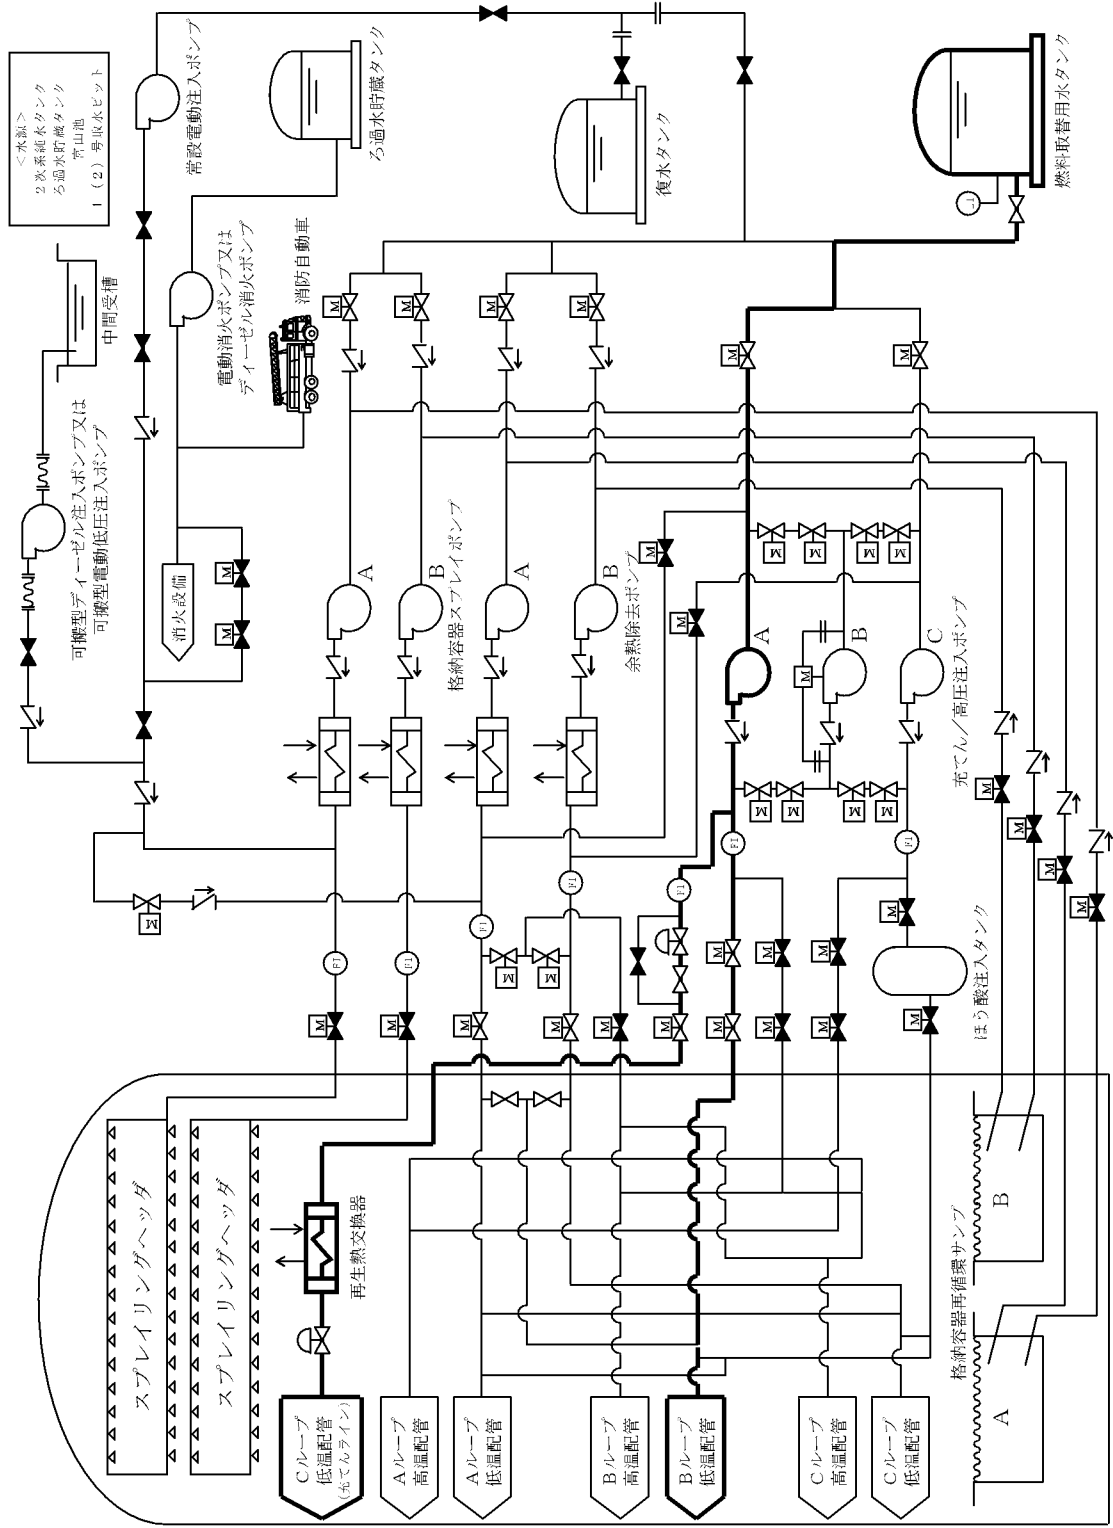 ＜水源＞
２次系純水タンク
ろ過水貯蔵タンク
宮山池
１（２）号取水ピット
常設電動注入ポンプ
ろ過水貯蔵タンク
復水タンク
燃料取替用水タンク
中間受槽
電動消火ポンプ又は
ディーゼル消火ポンプ
消防自動車
可搬型ディーゼル注入ポンプ又は
可搬型電動低圧注入ポンプ
消火設備
M
M
M
M
M
M
M
M
A
B
格納容器スプレイポンプ
A
B
余熱除去ポンプ
M
M
M
M
M
M
A
B
C
充てん／高圧注入ポンプ
M
M
M
M
M
M
M
M
M
FI
FI
FI
FI
FI
FI
FI
M
M
M
M
M
M
M
ほう酸注入タンク
M
M
M
M
M
M
M
M
M
M
スプレイリングヘッダ
スプレイリングヘッダ
再生熱交換器
格納容器再循環サンプ
B
A
Cループ
低温配管
(充てんライン)
Aループ
高温配管
Aループ
低温配管
Bループ
高温配管
Bループ
低温配管
Cループ
高温配管
Cループ
低温配管